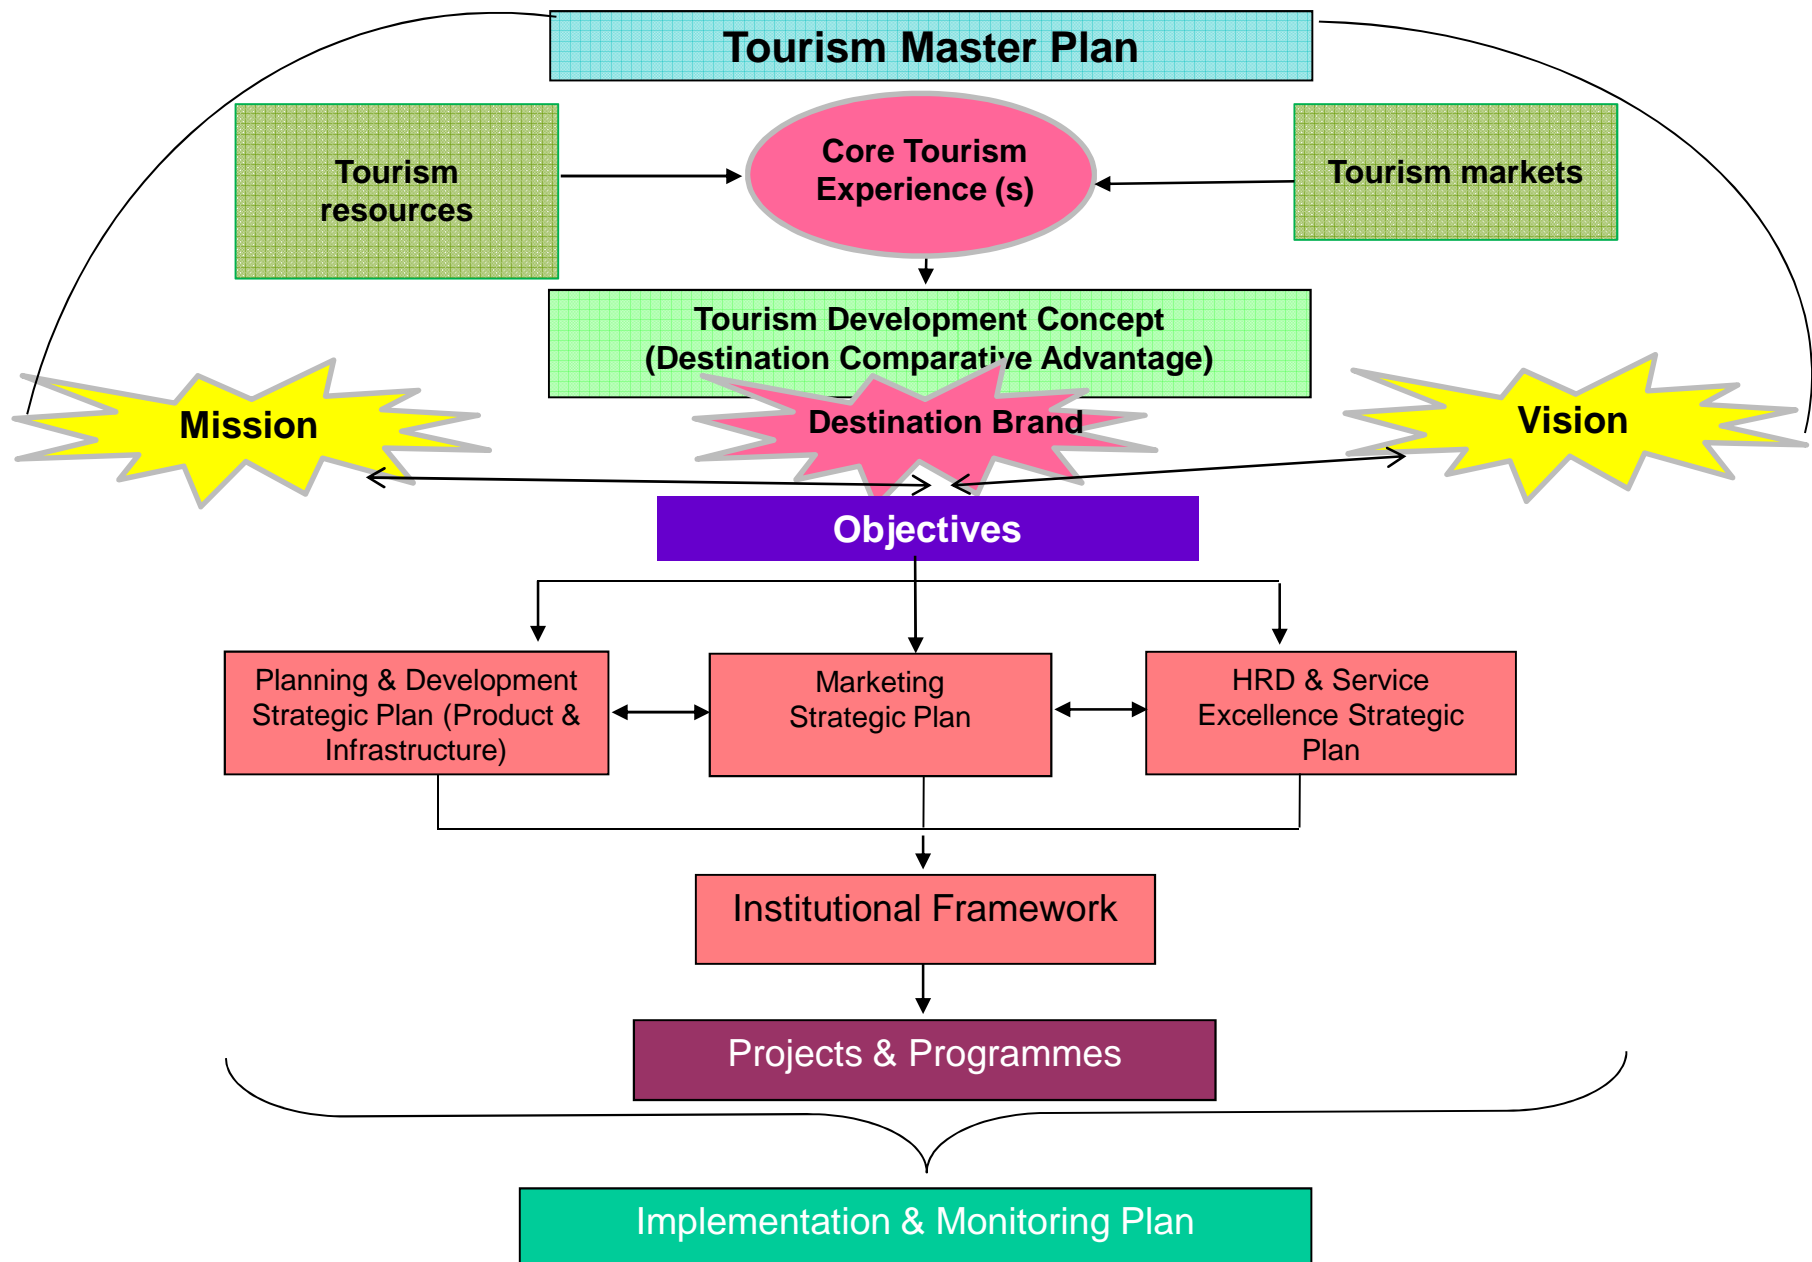 Tourism Master Plan
Tourism
resources
Core Tourism
Experience (s)
Tourism markets
Tourism Development Concept
(Destination Comparative Advantage)
Mission
Destination Brand
Vision
Objectives
Planning & Development
Strategic Plan (Product &
Infrastructure)
Marketing
Strategic Plan
HRD & Service
Excellence Strategic
Plan
Institutional Framework
Projects & Programmes
Implementation & Monitoring Plan